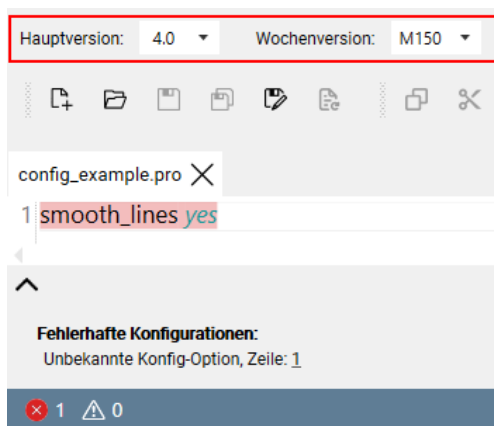 Hauptversion: 4.0 Wochenversion: M150
config_example.pro
1 smooth_lines yes
Fehlerhafte Konfigurationen:
Unbekannte Konfig-Option, Zeile: 1
1 0